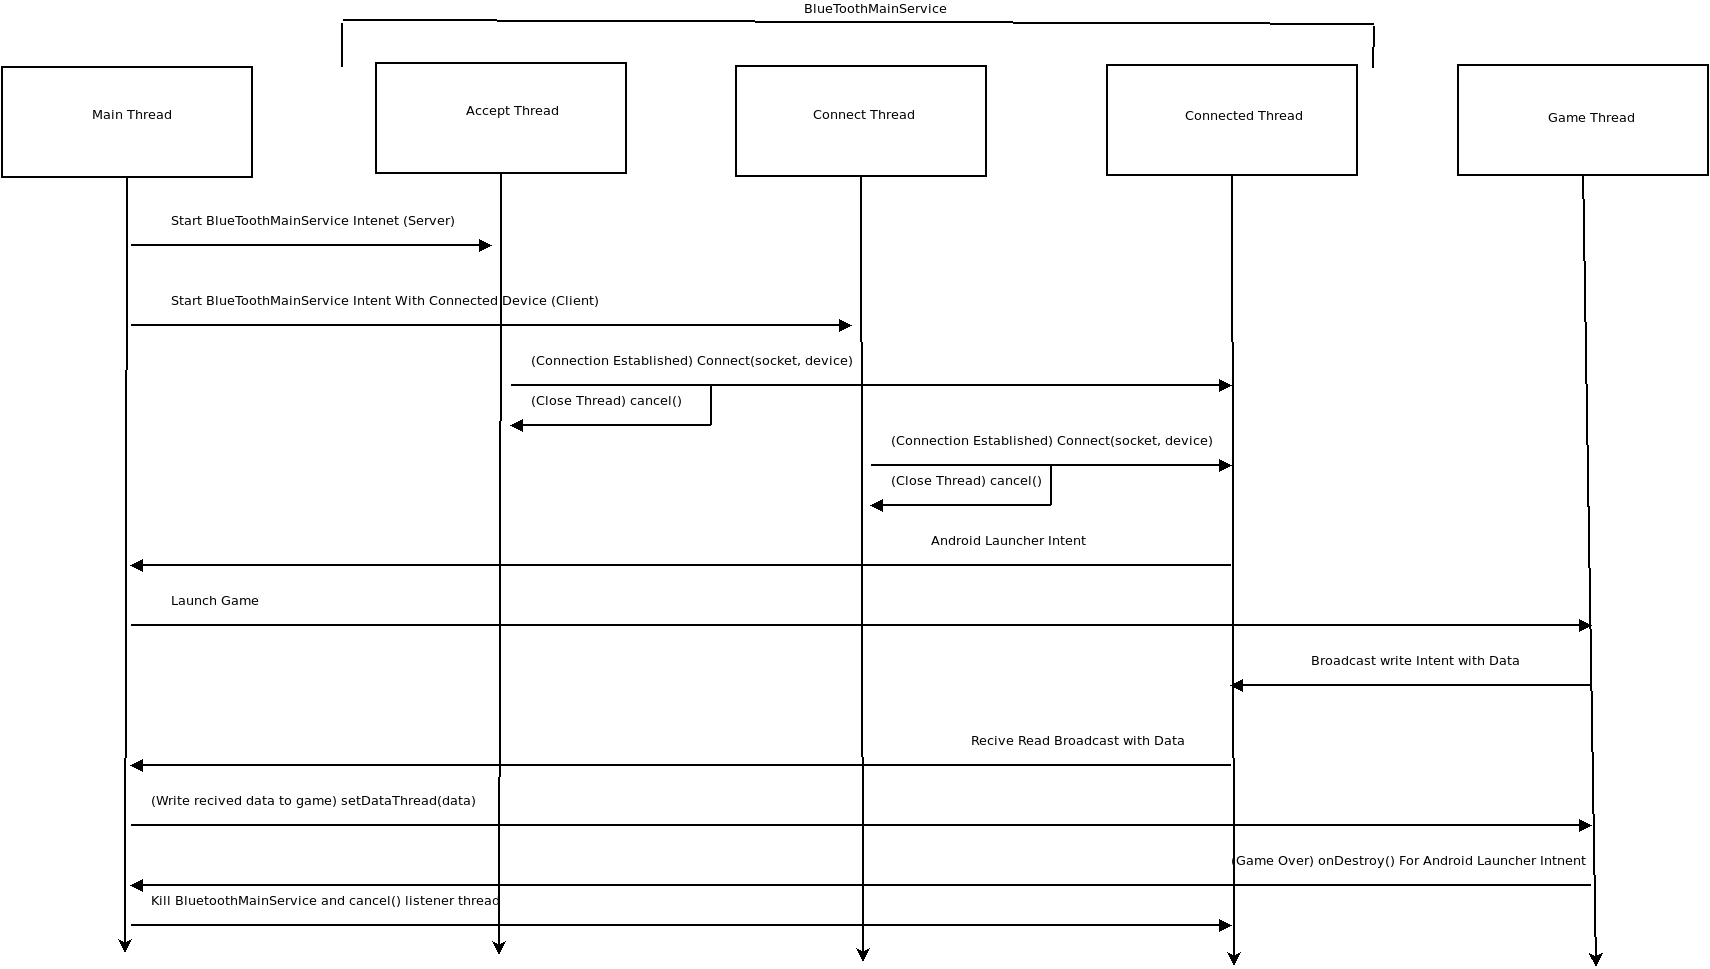 BlueToothMainService
Main Thread
Accept Thread
Connect Thread
Connected Thread
Game Thread
Start BlueToothMainService Intenet (Server)
Start BlueToothMainService Intent With Connected Device (Client)
(Connection Established) Connect(socket, device)
(Close Thread) cancel()
(Connection Established) Connect(socket, device)
(Close Thread) cancel()
Android Launcher Intent
Launch Game
Broadcast write Intent with Data
Recive Read Broadcast with Data
(Write recived data to game) setDataThread(data)
(Game Over) onDestroy() For Android Launcher Intnent
Kill BluetoothMainService and cancel() listener thread